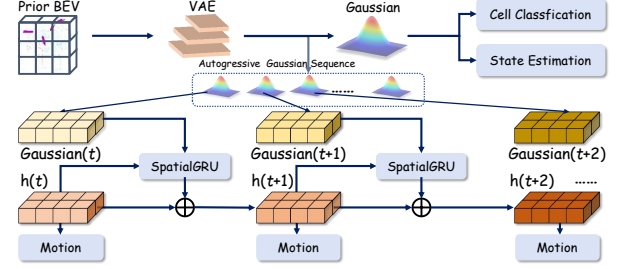 Prior BEV
VAE
Gaussian
Cell Classfication
State Estimation
Autogressive Gaussian Sequence
......
Gaussian(t)
SpatialGRU
Gaussian(t+1)
SpatialGRU
Gaussian(t+2)
h(t)
h(t+1)
h(t+2) ......
Motion
Motion
Motion